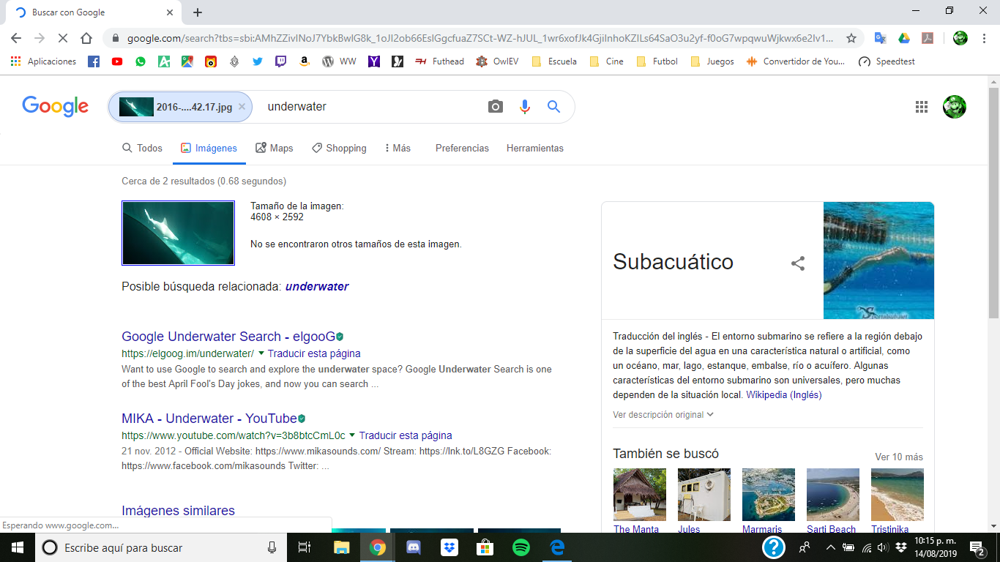 Buscar con Google
google.com/search?tbs=sbi:AMhZZivINoJ7YbkBwlG8k_1oJI2ob66EslGgcfuaZ7SCt-WZ-hJUL_1wr6xofJk4GjiInhoKZILs64SaO3u2yf-f0oG7wpqwuWjkwx6e2Iv1...
Aplicaciones
WW
Futhead
OwlEV
Escuela
Cine
Futbol
Juegos
Convertidor de You...
Speedtest
Google
2016-....42.17.jpg
underwater
Todos
Imágenes
Maps
Shopping
Más
Preferencias
Herramientas
Cerca de 2 resultados (0.68 segundos)
Tamaño de la imagen:
4608 × 2592
No se encontraron otros tamaños de esta imagen.
Posible búsqueda relacionada: underwater
Google Underwater Search - elgooG
https://elgoog.im/underwater/ Traducir esta página
Want to use Google to search and explore the underwater space? Google Underwater Search is one
of the best April Fool's Day jokes, and now you can search ...
MIKA - Underwater - YouTube
https://www.youtube.com/watch?v=3b8btcCmL0c Traducir esta página
21 nov. 2012 - Official Website: https://www.mikasounds.com/ Stream: https://lnk.to/L8GZG Facebook:
https://www.facebook.com/mikasounds Twitter: ...
Imágenes similares
Subacuático
Traducción del inglés - El entorno submarino se refiere a la región debajo
de la superficie del agua en una característica natural o artificial, como
un océano, mar, lago, estanque, embalse, río o acuífero. Algunas
características del entorno submarino son universales, pero muchas
dependen de la situación local. Wikipedia (Inglés)
Ver descripción original
También se buscó
Ver 10 más
The Manta
Jules
Marmaris
Sarti Beach
Tristinika
Esperando www.google.com...
Escribe aquí para buscar
10:15 p. m.
14/08/2019
2